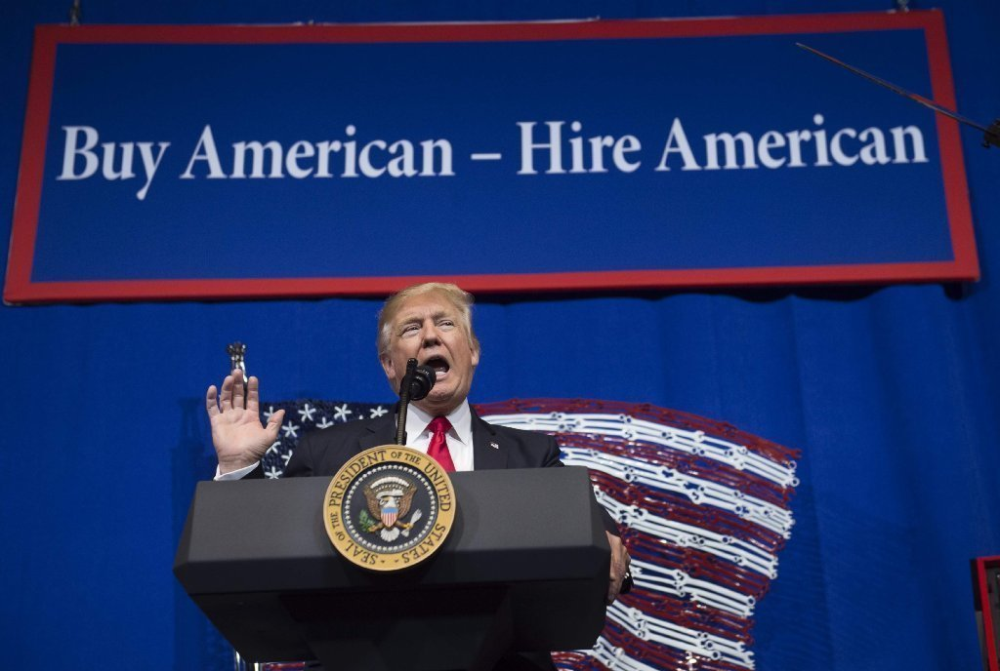 Buy American – Hire American
SEAL OF THE PRESIDENT OF THE UNITED STATES